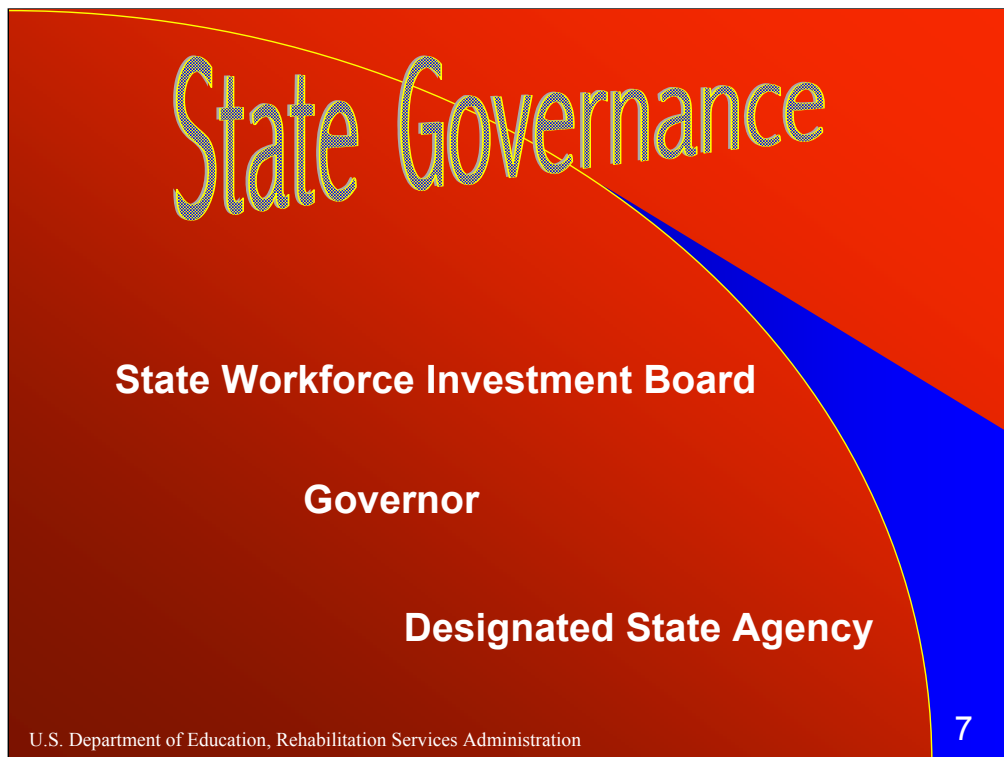 State Governance
State Workforce Investment Board
Governor
Designated State Agency
U.S. Department of Education, Rehabilitation Services Administration
7